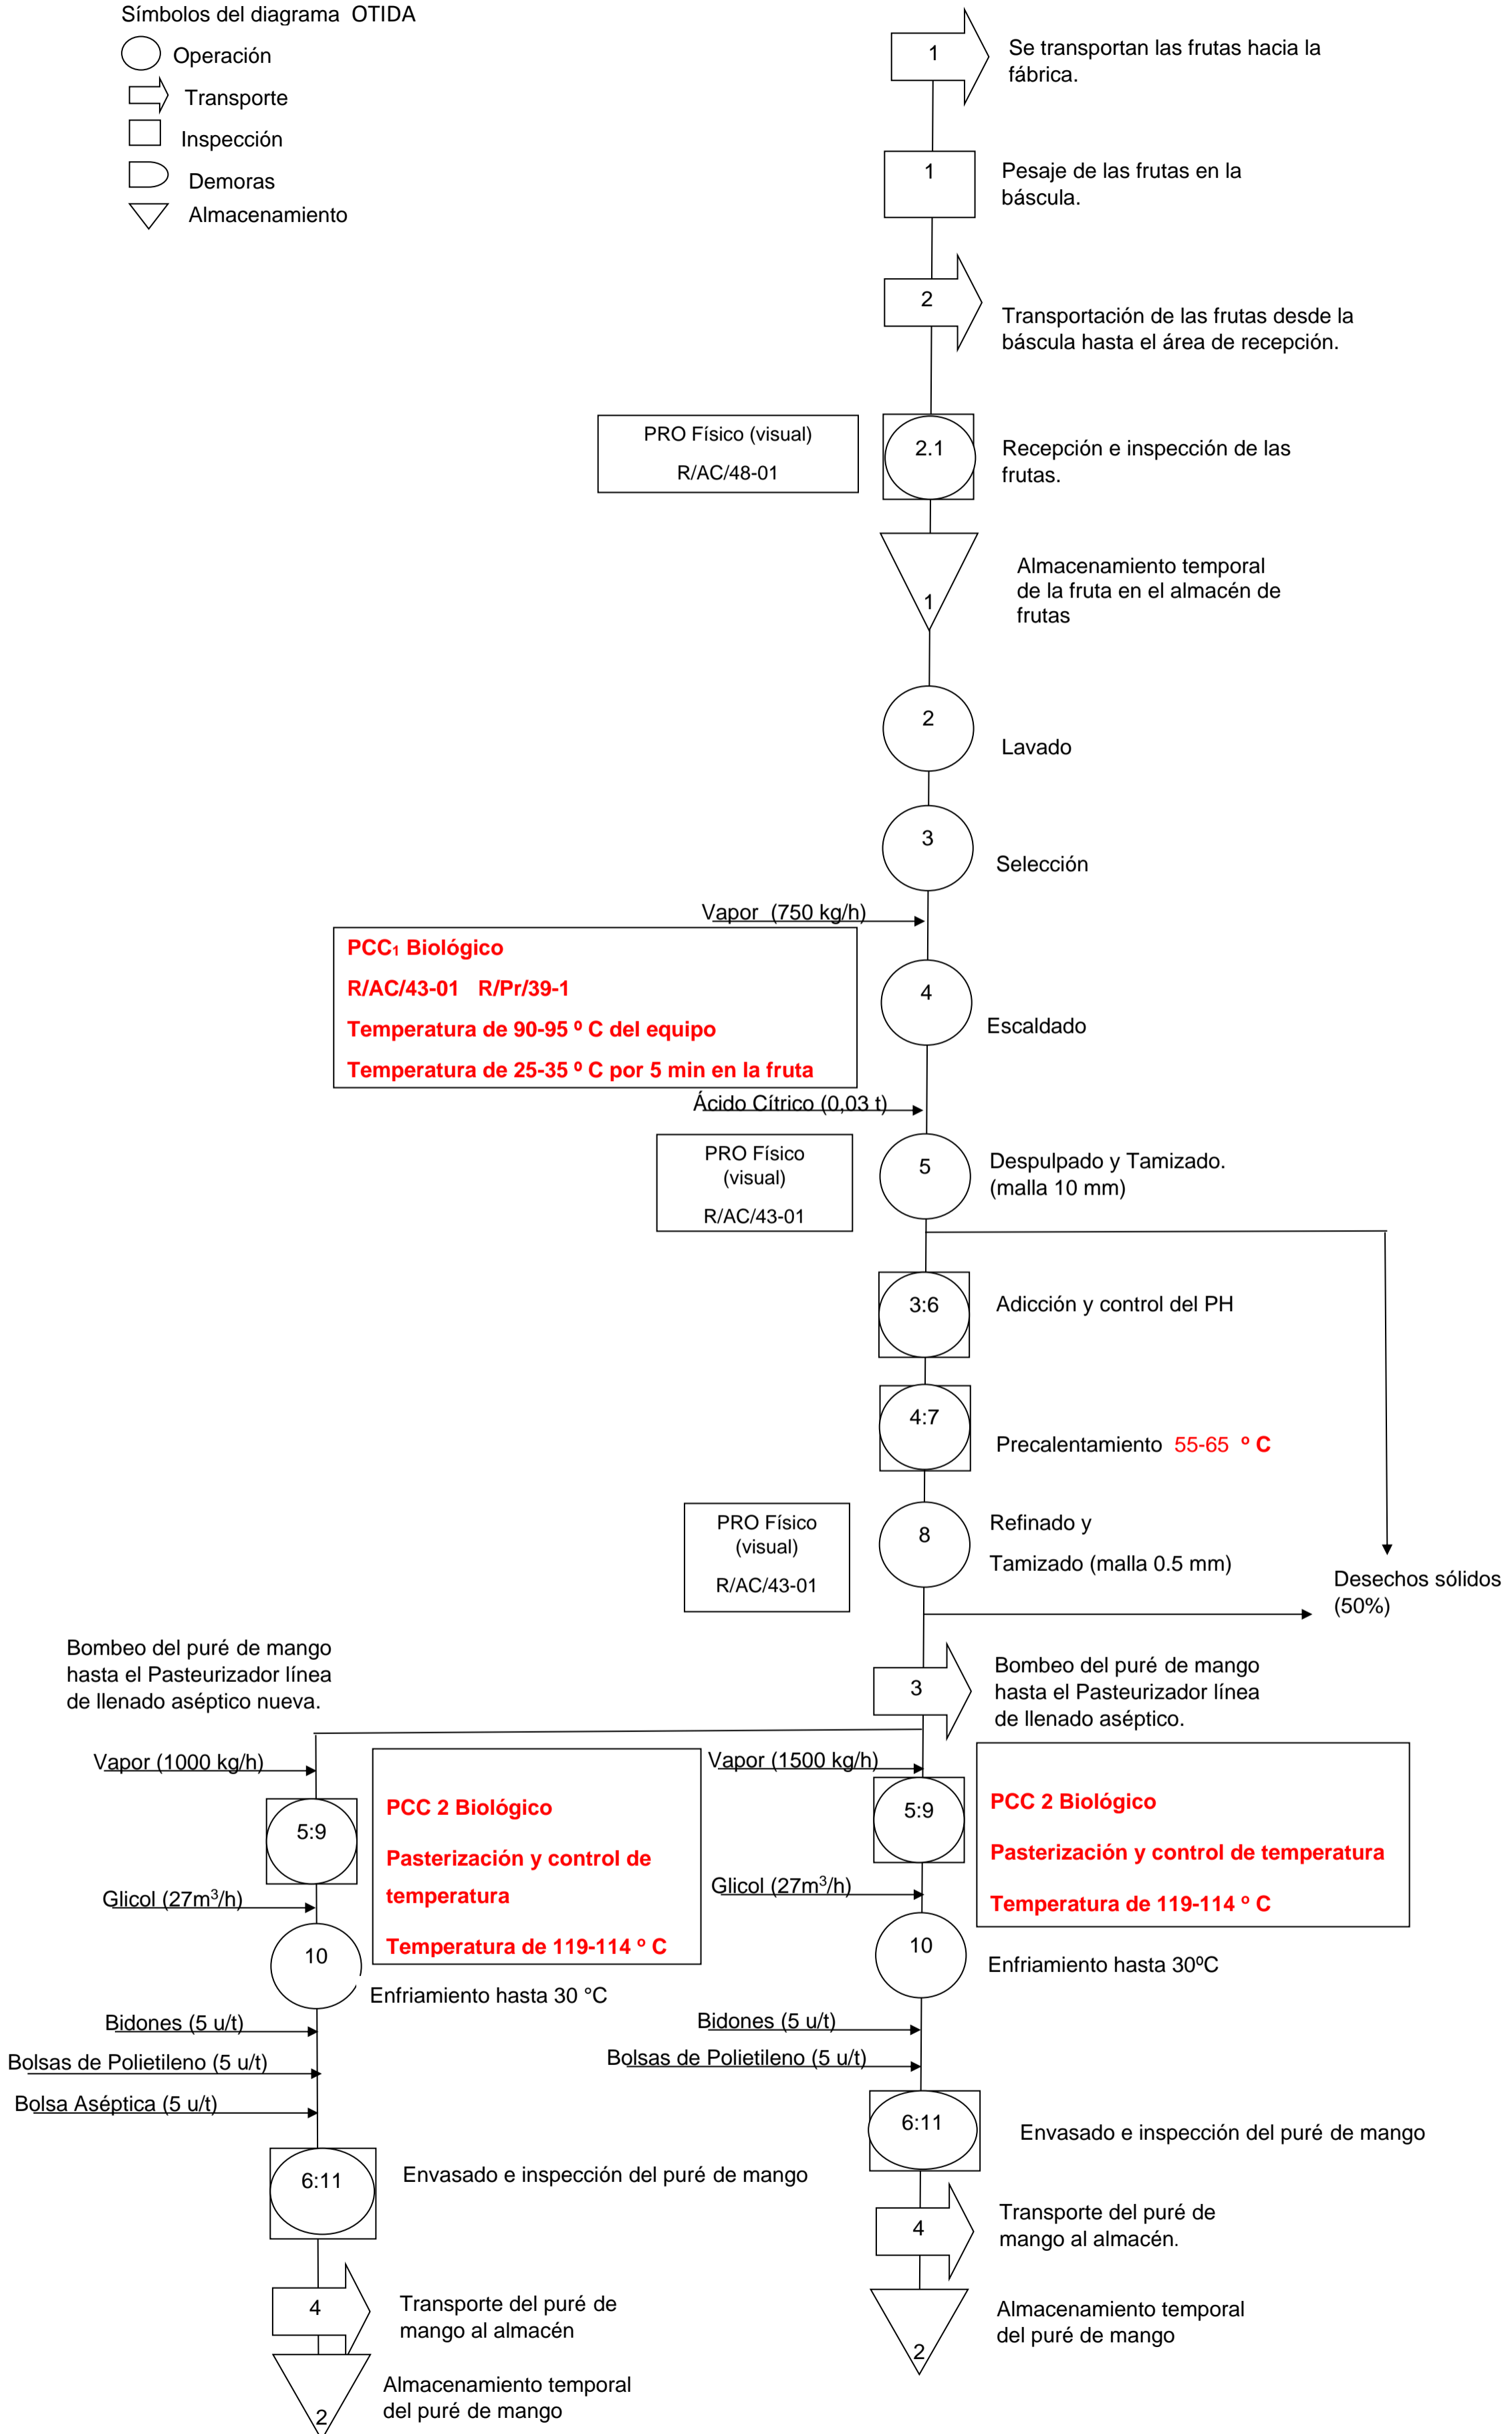 Símbolos del diagrama OTIDA
Operación
Transporte
Inspección
Demoras
Almacenamiento
1
Se transportan las frutas hacia la
fábrica.
1
Pesaje de las frutas en la
báscula.
2
Transportación de las frutas desde la
báscula hasta el área de recepción.
PRO Físico (visual)
R/AC/48-01
2.1
Recepción e inspección de las
frutas.
1
Almacenamiento temporal
de la fruta en el almacén de
frutas
2
Lavado
3
Selección
Vapor (750 kg/h)
PCC₁ Biológico
R/AC/43-01 R/Pr/39-1
Temperatura de 90-95 º C del equipo
Temperatura de 25-35 º C por 5 min en la fruta
4
Escaldado
Ácido Cítrico (0,03 t)
PRO Físico
(visual)
R/AC/43-01
5
Despulpado y Tamizado.
(malla 10 mm)
3:6
Adicción y control del PH
4:7
Precalentamiento 55-65 º C
PRO Físico
(visual)
R/AC/43-01
8
Refinado y
Tamizado (malla 0.5 mm)
Desechos sólidos
(50%)
Bombeo del puré de mango
hasta el Pasteurizador línea
de llenado aséptico nueva.
3
Bombeo del puré de mango
hasta el Pasteurizador línea
de llenado aséptico.
Vapor (1000 kg/h)
5:9
PCC 2 Biológico
Pasterización y control de
temperatura
Temperatura de 119-114 º C
Glicol (27m³/h)
10
Enfriamiento hasta 30 °C
Bidones (5 u/t)
Bolsas de Polietileno (5 u/t)
Bolsa Aséptica (5 u/t)
6:11
Envasado e inspección del puré de mango
4
Transporte del puré de
mango al almacén
2
Almacenamiento temporal
del puré de mango
Vapor (1500 kg/h)
5:9
PCC 2 Biológico
Pasterización y control de temperatura
Temperatura de 119-114 º C
Glicol (27m³/h)
10
Enfriamiento hasta 30ºC
Bidones (5 u/t)
Bolsas de Polietileno (5 u/t)
6:11
Envasado e inspección del puré de mango
4
Transporte del puré de
mango al almacén.
2
Almacenamiento temporal
del puré de mango